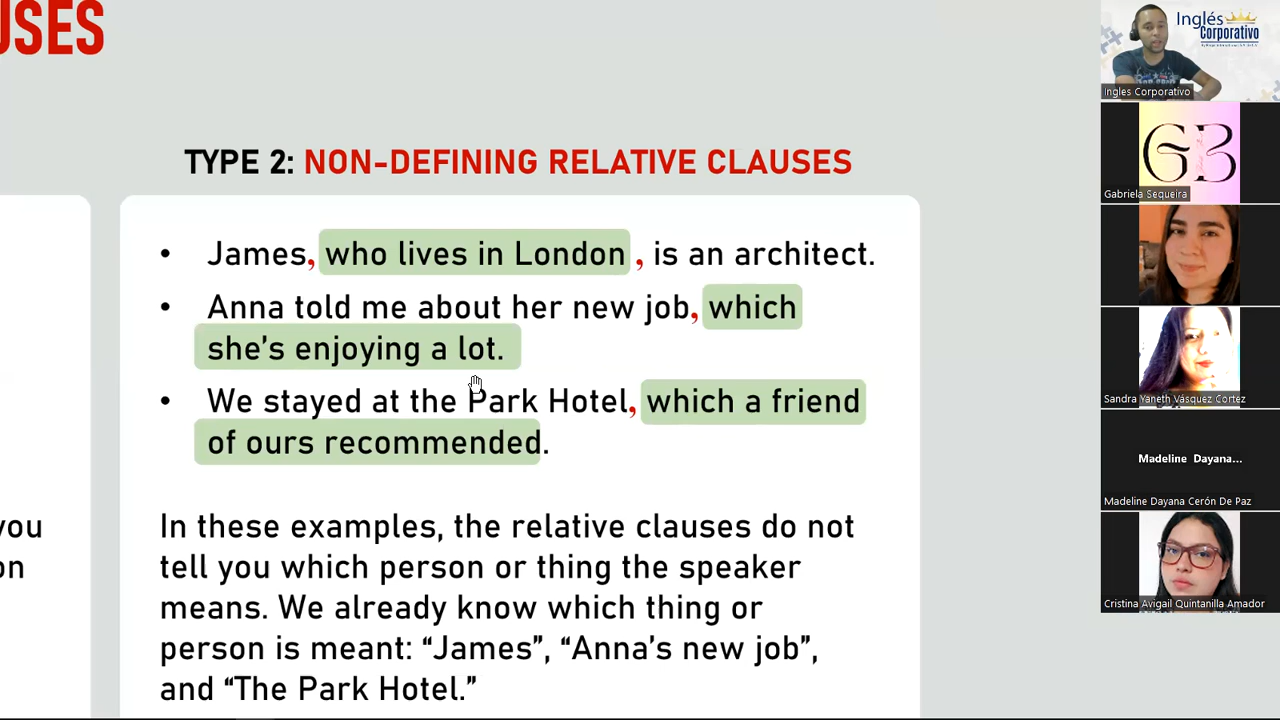 USES
TYPE 2: NON-DEFINING RELATIVE CLAUSES
• James, who lives in London , is an architect.
• Anna told me about her new job, which
she's enjoying a lot.
• We stayed at the Park Hotel, which a friend
of ours recommended.
In these examples, the relative clauses do not
tell you which person or thing the speaker
means. We already know which thing or
person is meant: “James”, “Anna’s new job”,
and “The Park Hotel.”
you
on
Inglés
Corporativo
Ingles Corporativo
GB
Gabriela Sequeira
Sandra Yaneth Vásquez Cortez
Madeline Dayana...
Madeline Dayana Cerón De Paz
Cristina Avigail Quintanilla Amador